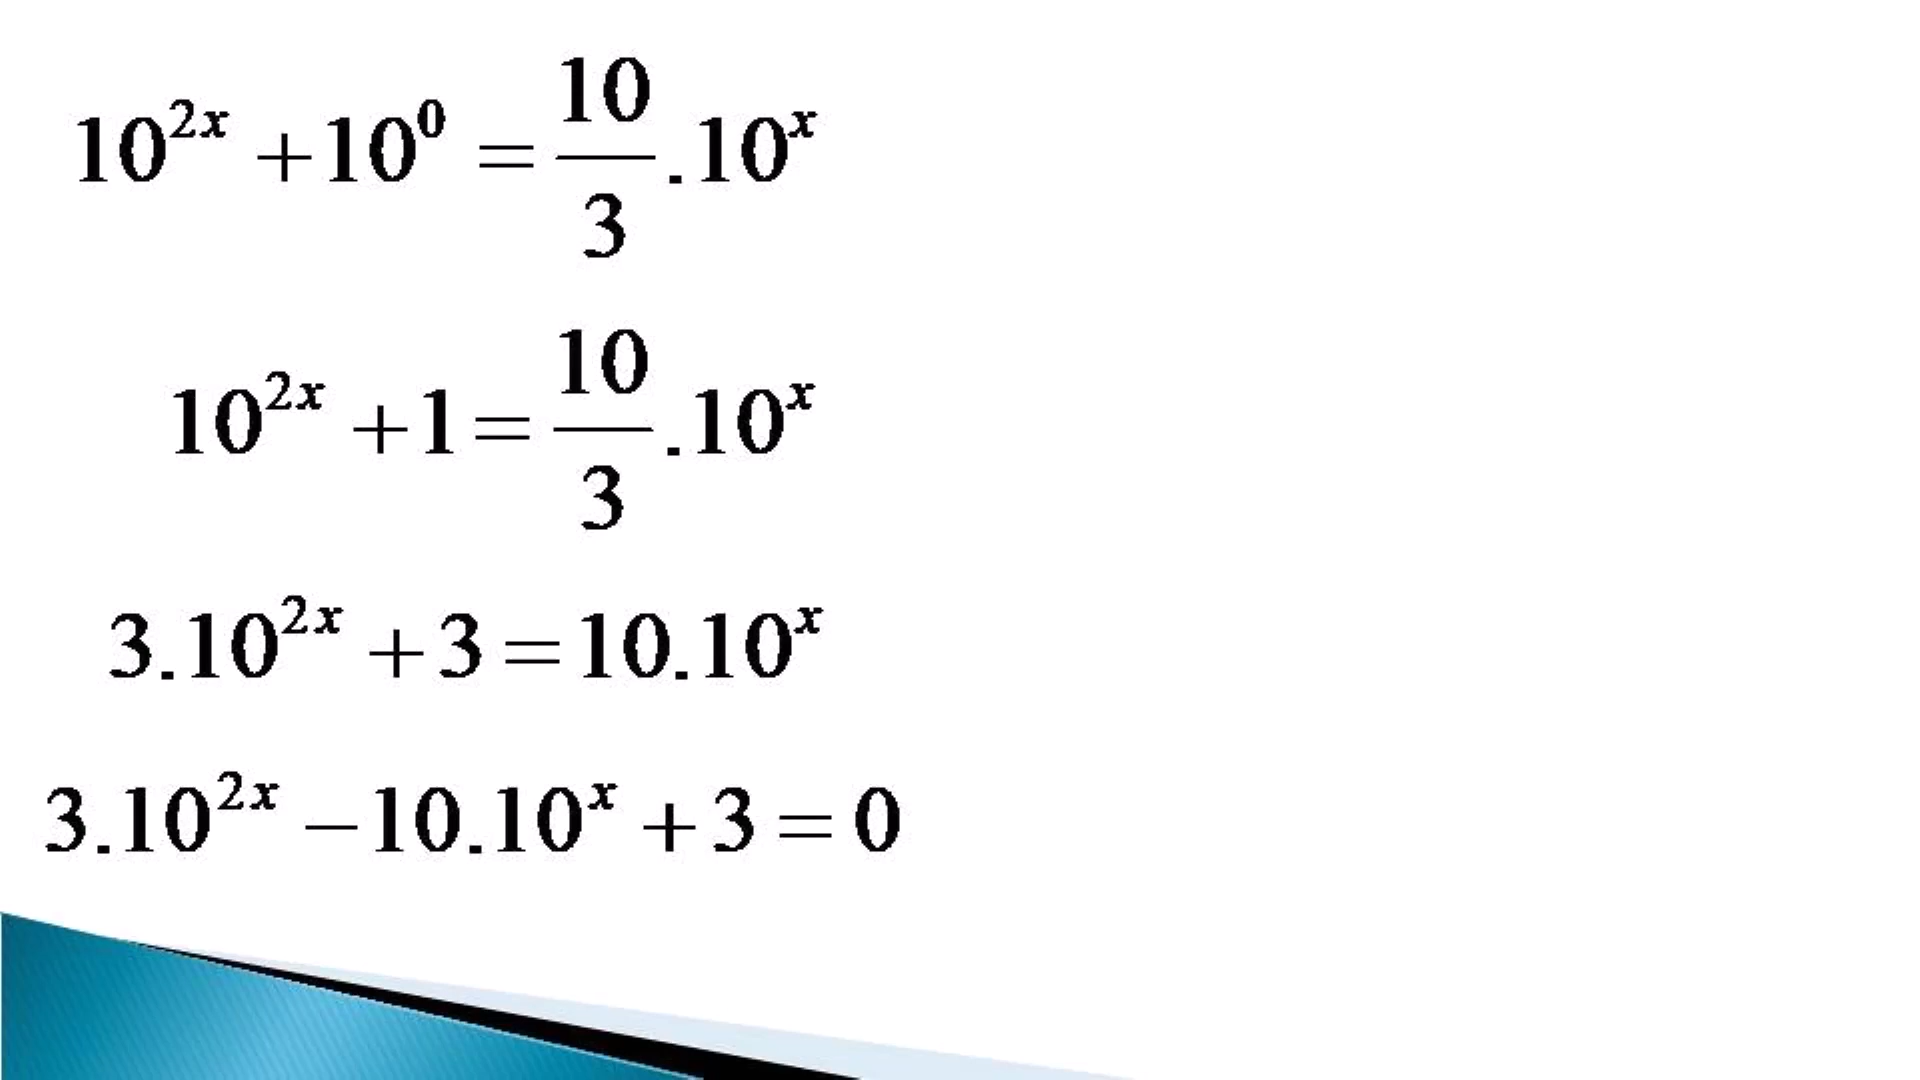 10^{2x} + 10^0 = \frac{10}{3} . 10^x
10^{2x} + 1 = \frac{10}{3} . 10^x
3.10^{2x} + 3 = 10.10^x
3.10^{2x} − 10.10^x + 3 = 0